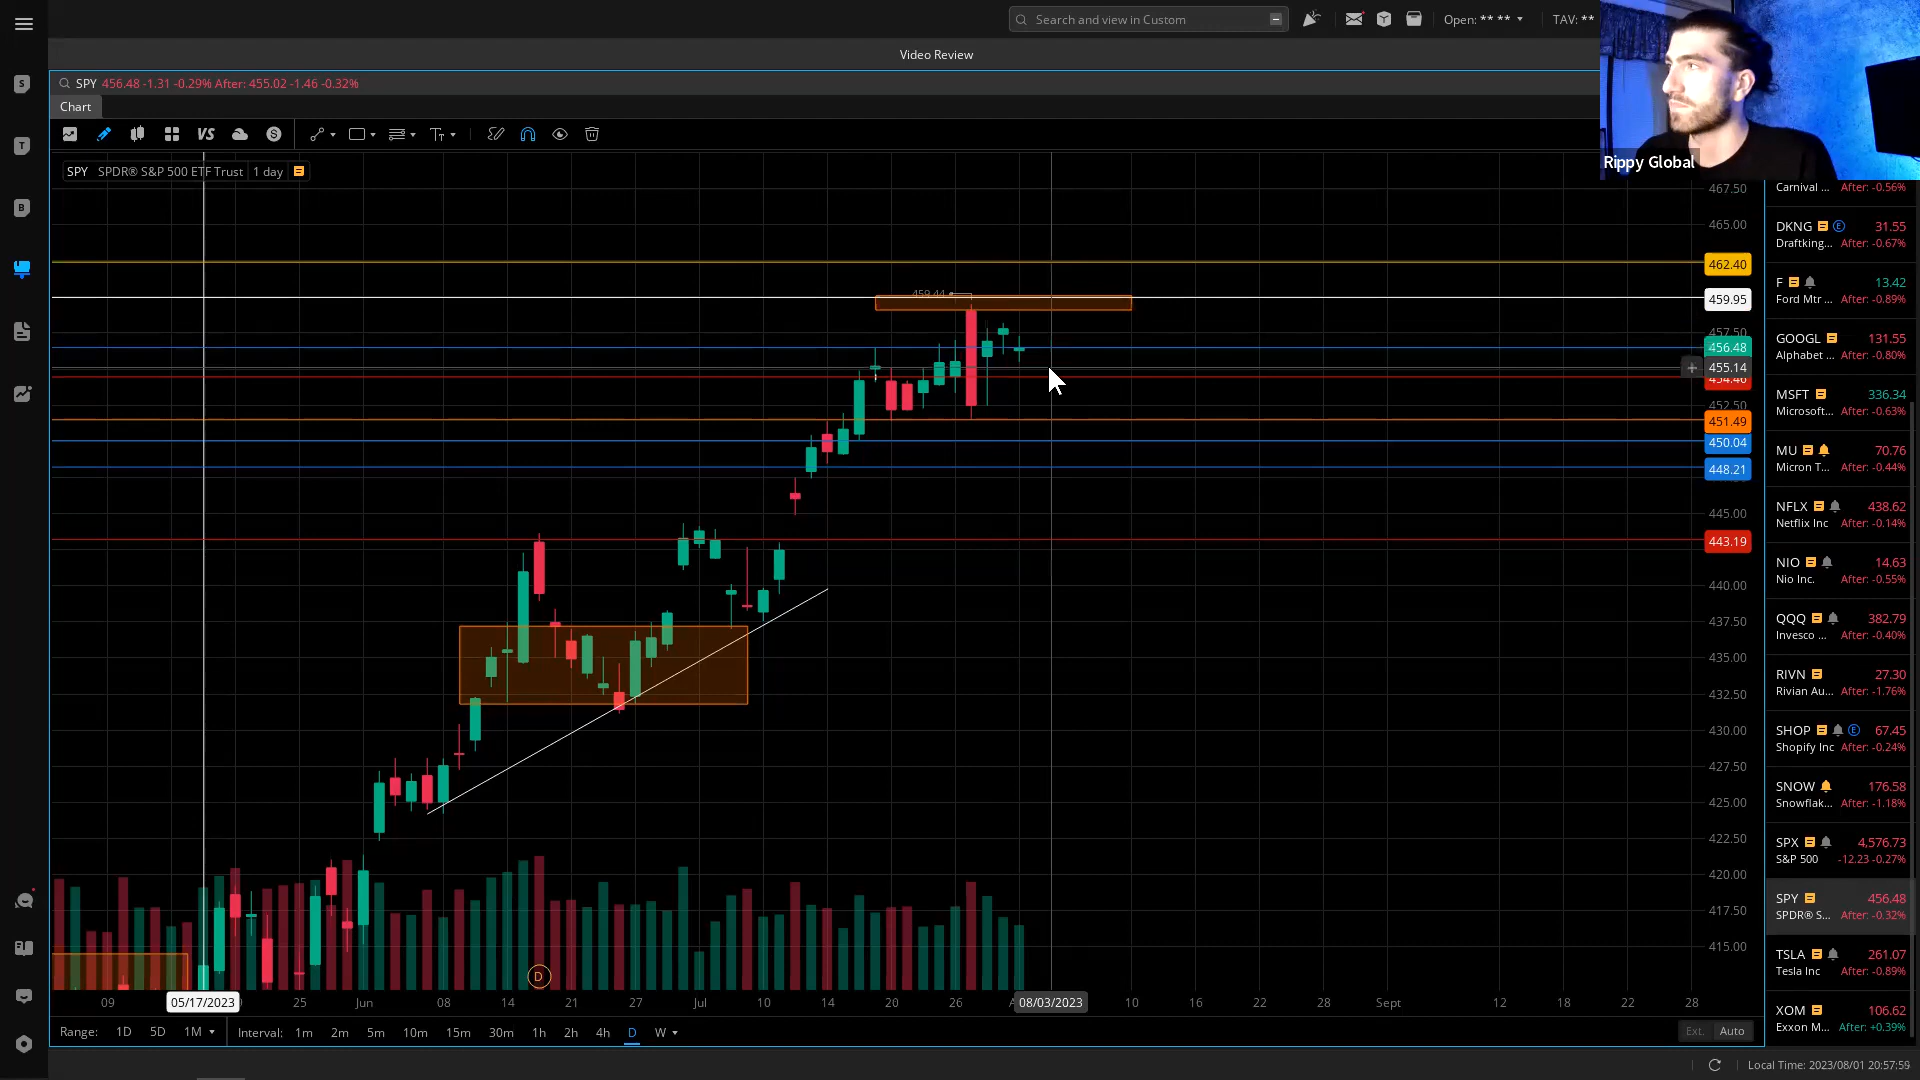 Search and view in Custom
Open: ** **
TAV: **
Video Review
SPY 456.48 -1.31 -0.29% After: 455.02 -1.46 -0.32%
Chart
VS
SPY SPDR® S&P 500 ETF Trust 1 day
Rippy Global
467.50
465.00
462.40
459.44
459.95
457.50
456.48
455.14
454.46
452.50
451.49
450.04
448.21
445.00
443.19
440.00
437.50
435.00
432.50
430.00
427.50
425.00
422.50
420.00
417.50
415.00
D
09 05/17/2023 25 Jun 08 14 21 27 Jul 10 14 20 26 08/03/2023 10 16 22 28 Sept 12 18 22 28
Range: 1D 5D 1M Interval: 1m 2m 5m 10m 15m 30m 1h 2h 4h D W
Ext. Auto
Carnival ... After: -0.56%
DKNG E 31.55
Draftking... After: -0.67%
F 13.42
Ford Mtr ... After: -0.89%
GOOGL 131.55
Alphabet ... After: -0.80%
MSFT 336.34
Microsoft... After: -0.63%
MU 70.76
Micron T... After: -0.44%
NFLX 438.62
Netflix Inc After: -0.14%
NIO 14.63
Nio Inc. After: -0.55%
QQQ 382.79
Invesco ... After: -0.40%
RIVN 27.30
Rivian Au... After: -1.76%
SHOP E 67.45
Shopify Inc After: -0.24%
SNOW 176.58
Snowflak... After: -1.18%
SPX 4,576.73
S&P 500 -12.23 -0.27%
SPY 456.48
SPDR® S... After: -0.32%
TSLA 261.07
Tesla Inc After: -0.89%
XOM 106.62
Exxon M... After: +0.39%
Local Time: 2023/08/01 20:57:59